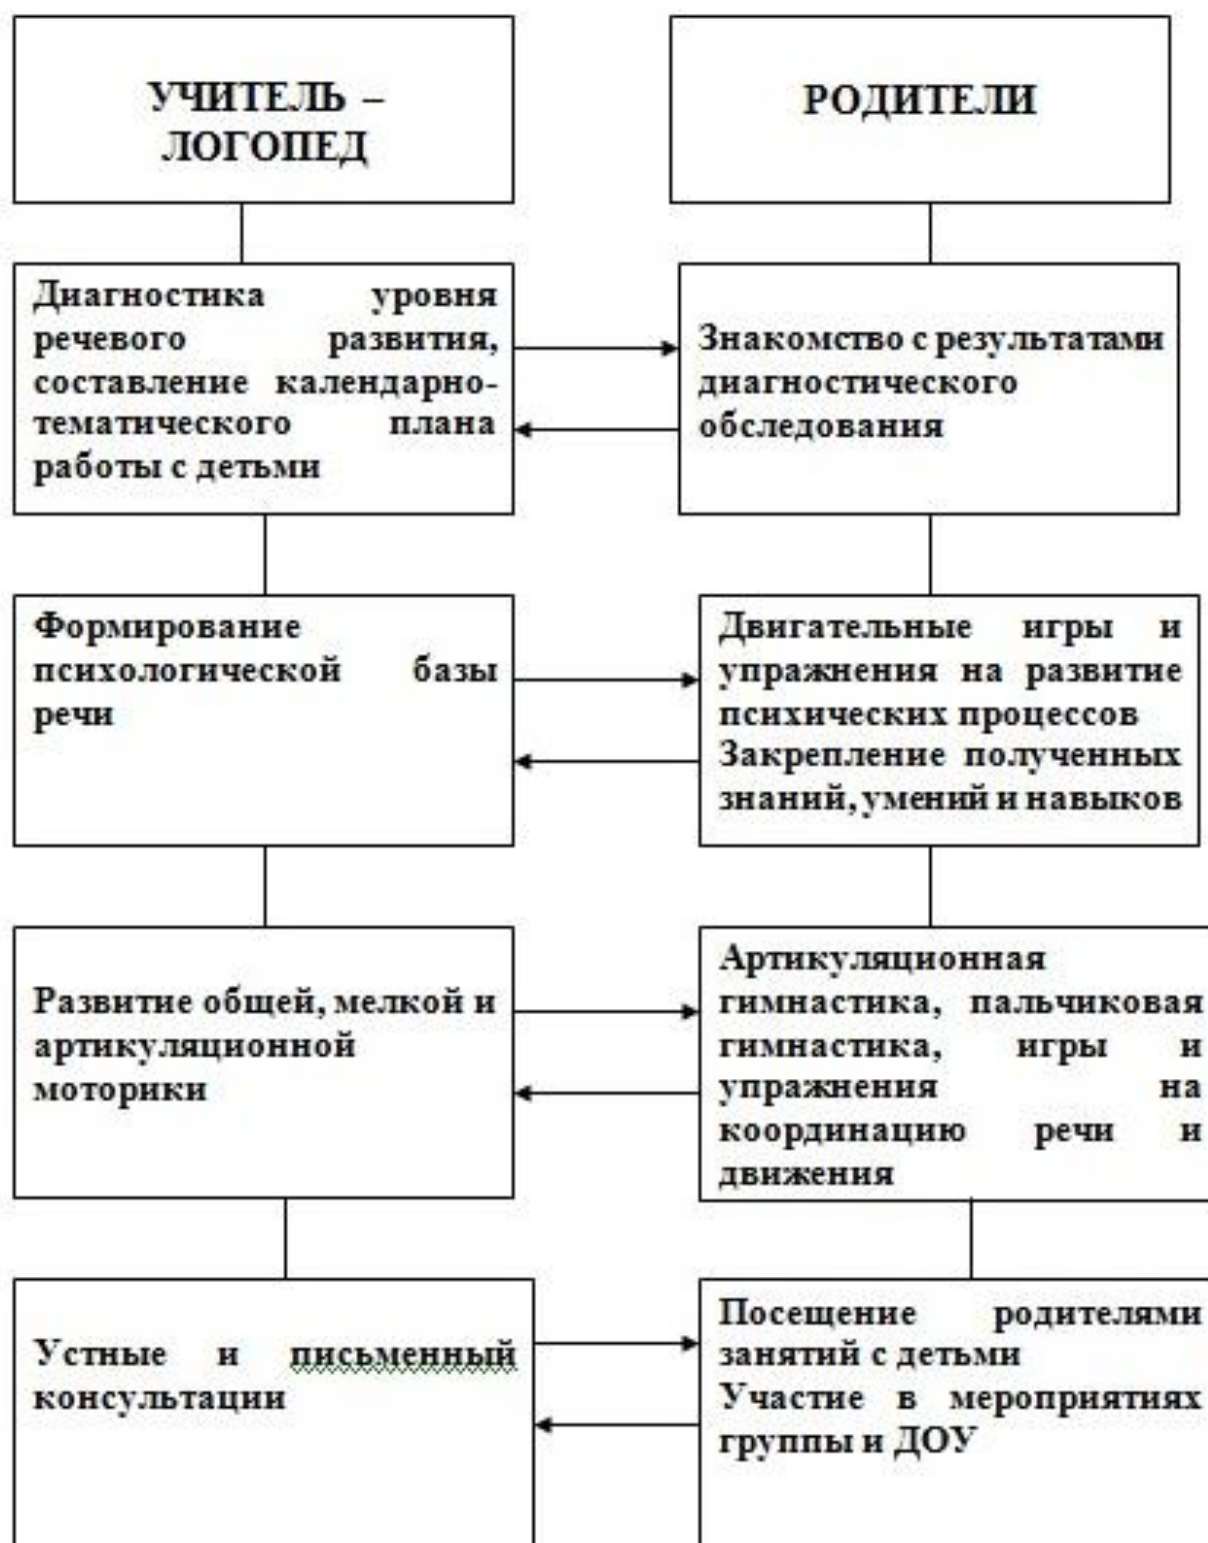 УЧИТЕЛЬ –
ЛОГОПЕД
РОДИТЕЛИ
Диагностика уровня
речевого развития,
составление календарно-
тематического плана
работы с детьми
Знакомство с результатами
диагностического
обследования
Формирование
психологической базы
речи
Двигательные игры и
упражнения на развитие
психических процессов
Закрепление полученных
знаний, умений и навыков
Развитие общей, мелкой и
артикуляционной
моторики
Артикуляционная
гимнастика, пальчиковая
гимнастика, игры и
упражнения на
координацию речи и
движения
Устные и письменный
консультации
Посещение родителями
занятий с детьми
Участие в мероприятиях
группы и ДОУ